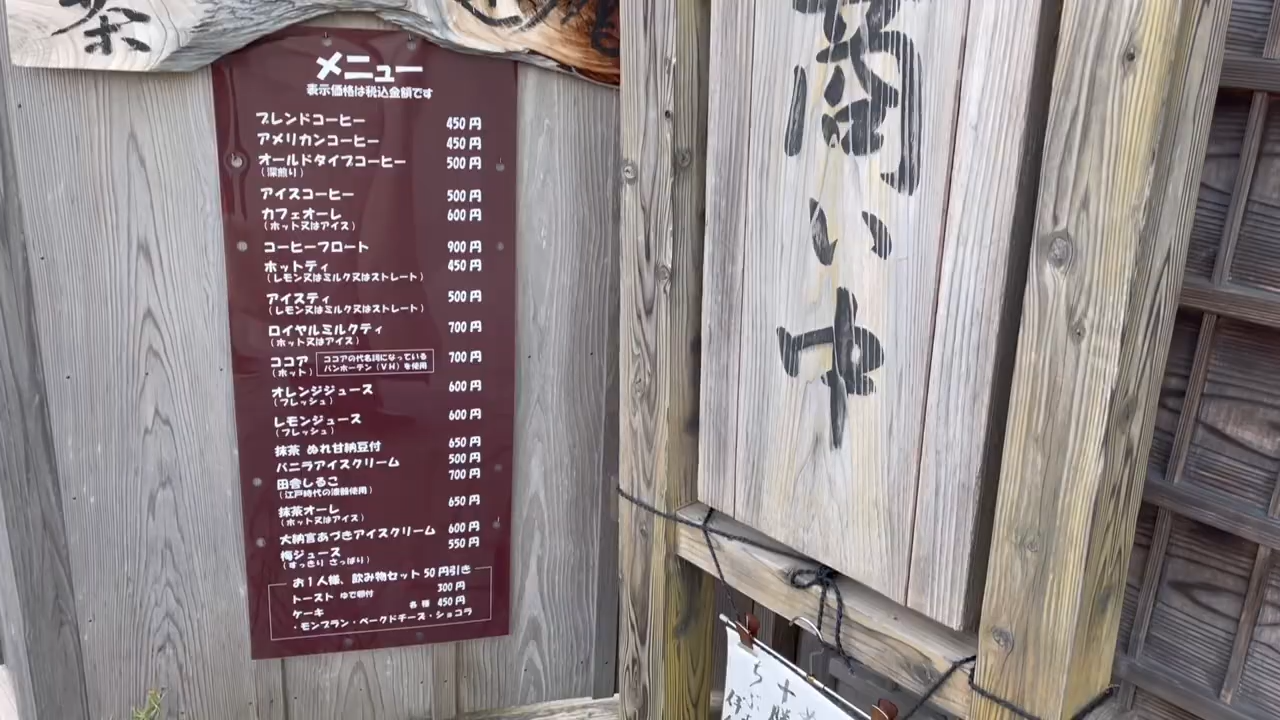 茶
メニュー
表示価格は税込金額です
ブレンドコーヒー 450円
アメリカンコーヒー 450円
オールドタイプコーヒー 500円
（深煎り）
アイスコーヒー 500円
カフェオーレ 600円
（ホット又はアイス）
コーヒーフロート 900円
ホットティ 450円
（レモン又はミルク又はストレート）
アイスティ 500円
（レモン又はミルク又はストレート）
ロイヤルミルクティ 700円
（ホット又はアイス）
ココア 700円
（ホット）
ココアの代名詞になっている
バンホーテン（VH）を使用
オレンジジュース 600円
（フレッシュ）
レモンジュース 600円
（フレッシュ）
抹茶 ぬれ甘納豆付 650円
バニラアイスクリーム 500円
田舎しるこ 700円
（江戸時代の漆器使用）
抹茶オーレ 650円
（ホット又はアイス）
大納言あづきアイスクリーム 600円
梅ジュース 550円
（すっきり さっぱり）
お1人様、飲み物セット50円引き
トースト ゆで卵付 300円
ケーキ 各種 450円
・モンブラン・ベークドチーズ・ショコラ
商い中
十勝